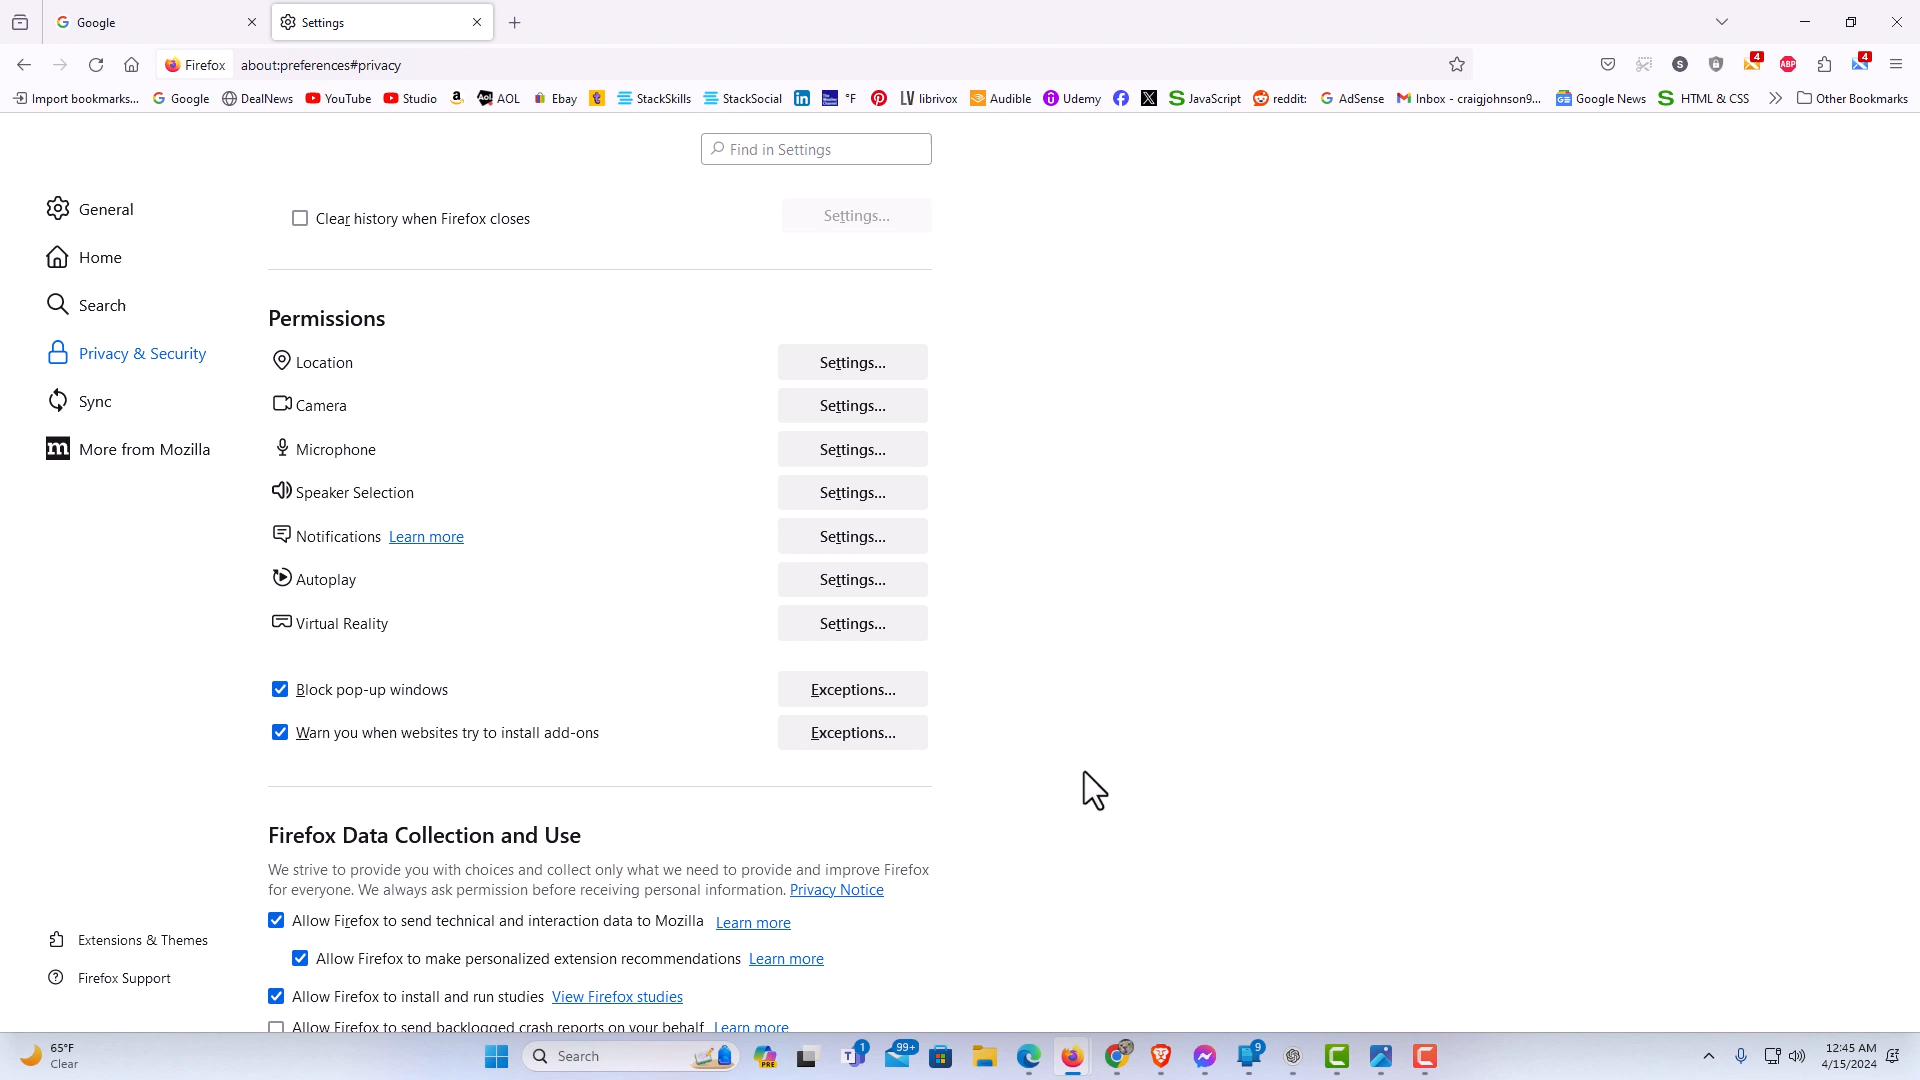 Google
Settings
Firefox
about:preferences#privacy
4
S
ABP
4
Import bookmarks...
Google
DealNews
YouTube
Studio
AOL
Ebay
StackSkills
StackSocial
°F
librivox
Audible
Udemy
JavaScript
reddit:
AdSense
Inbox - craigjohnson9...
Google News
HTML & CSS
Other Bookmarks
Find in Settings
General
Home
Search
Privacy & Security
Sync
More from Mozilla
Clear history when Firefox closes
Settings...
Permissions
Location
Settings...
Camera
Settings...
Microphone
Settings...
Speaker Selection
Settings...
Notifications Learn more
Settings...
Autoplay
Settings...
Virtual Reality
Settings...
Block pop-up windows
Exceptions...
Warn you when websites try to install add-ons
Exceptions...
Firefox Data Collection and Use
We strive to provide you with choices and collect only what we need to provide and improve Firefox
for everyone. We always ask permission before receiving personal information. Privacy Notice
Allow Firefox to send technical and interaction data to Mozilla Learn more
Allow Firefox to make personalized extension recommendations Learn more
Allow Firefox to install and run studies View Firefox studies
Allow Firefox to send backlogged crash reports on your behalf Learn more
Extensions & Themes
Firefox Support
65°F
Clear
Search
PRE
1
99+
9
12:45 AM
4/15/2024